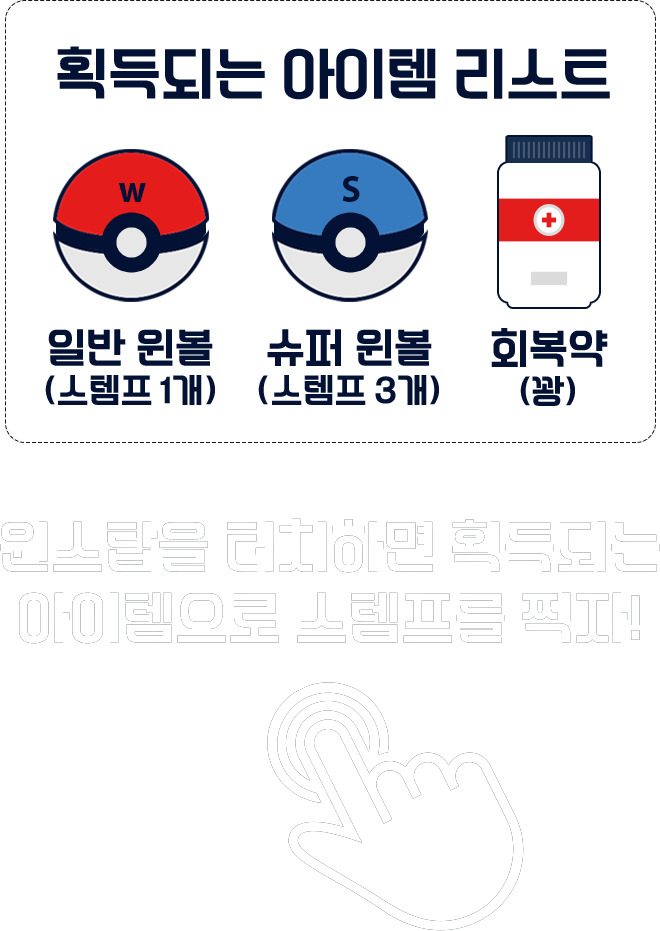 획득되는 아이템 리스트
W
S
일반 윈볼
(스템프 1개)
슈퍼 윈볼
(스템프 3개)
회복약
(꽝)
윈스탑을 터치하면 획득되는
아이템으로 스템프를 찍자!